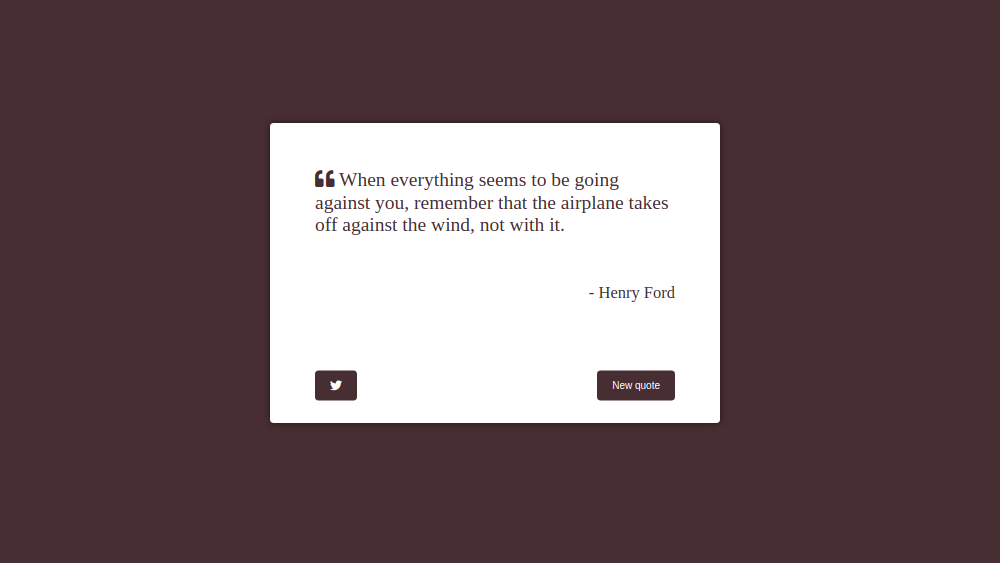 When everything seems to be going
against you, remember that the airplane takes
off against the wind, not with it.
- Henry Ford
New quote